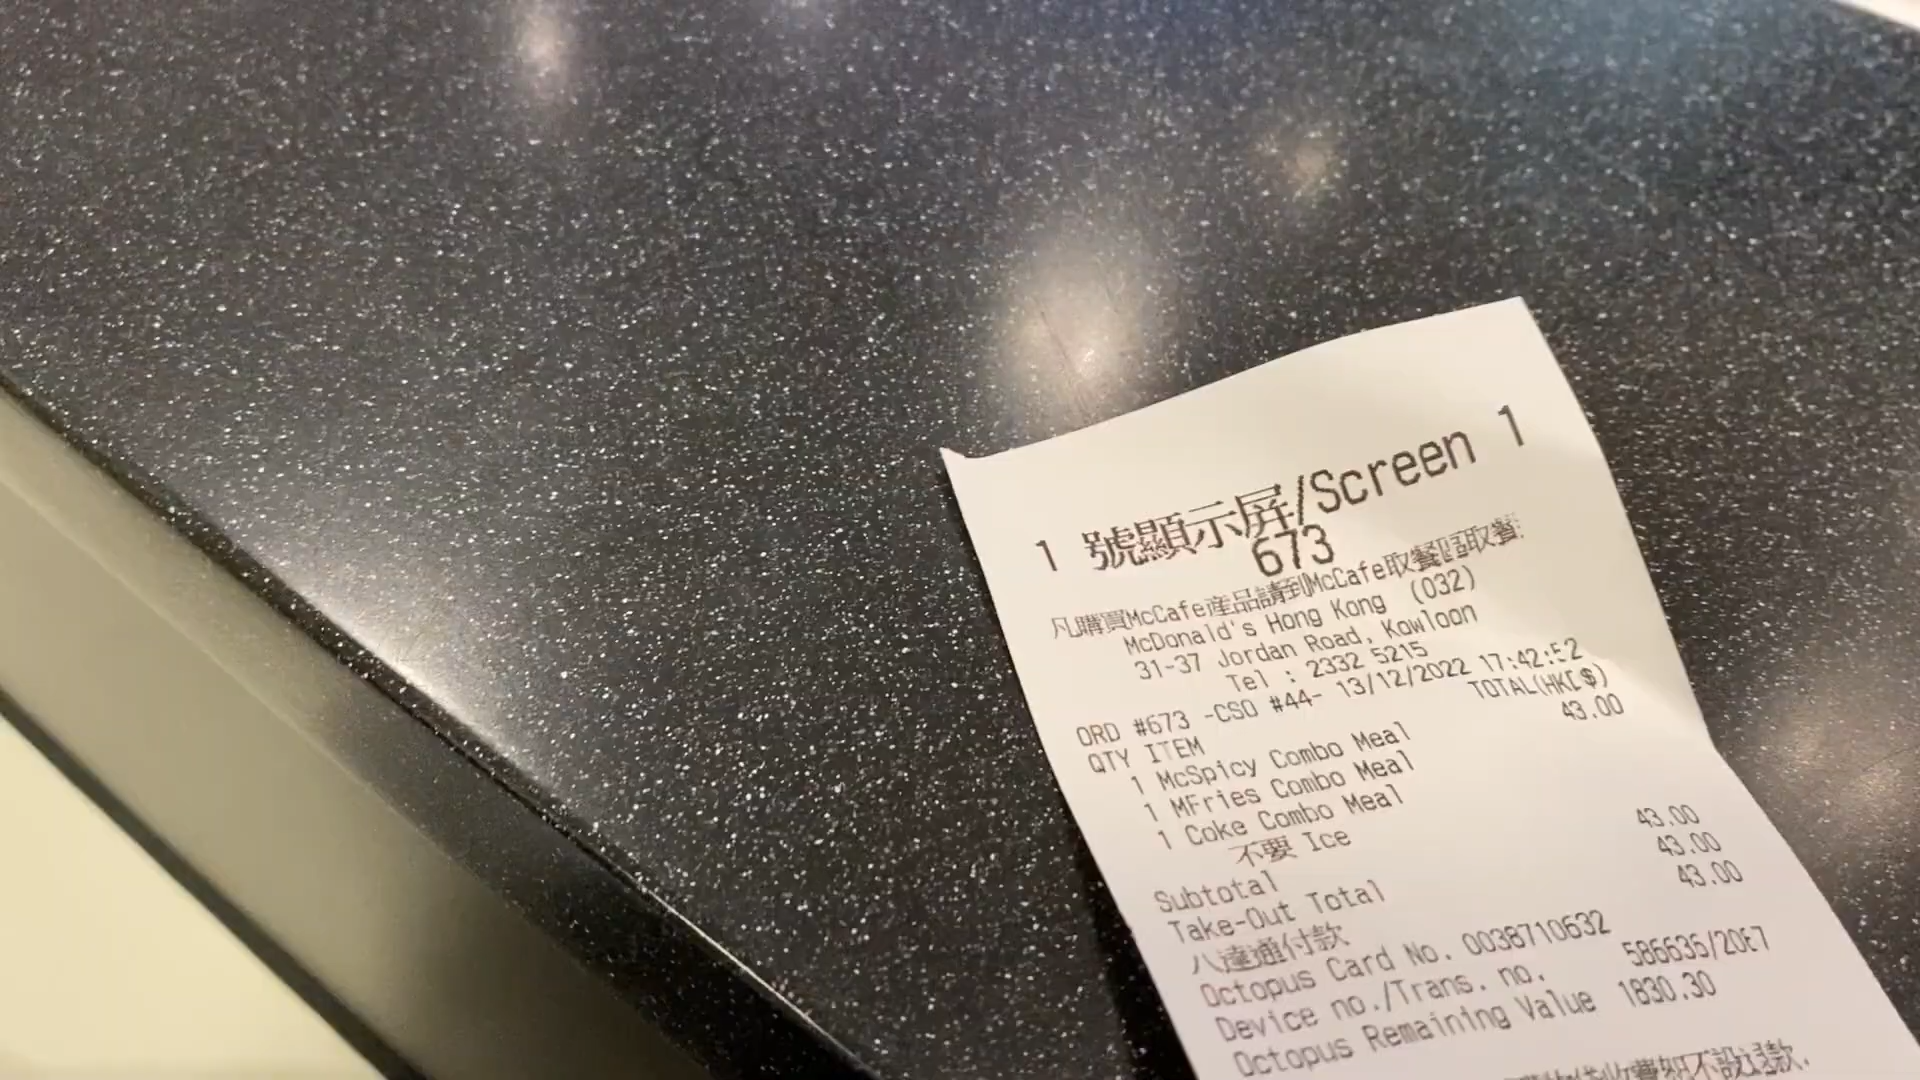 1 號顯示屏/Screen 1
673
凡購買McCafe產品請到McCafe取餐區取餐
McDonald's Hong Kong (032)
31-37 Jordan Road, Kowloon
Tel : 2332 5215
ORD #673 -CSO #44- 13/12/2022 17:42:52
QTY ITEM TOTAL(HKD$)
1 McSpicy Combo Meal 43.00
1 MFries Combo Meal
1 Coke Combo Meal
不要 Ice
Subtotal 43.00
Take-Out Total 43.00
八達通付款 43.00
Octopus Card No. 0038710632
Device no./Trans. no. 586635/20E7
Octopus Remaining Value 1830.30